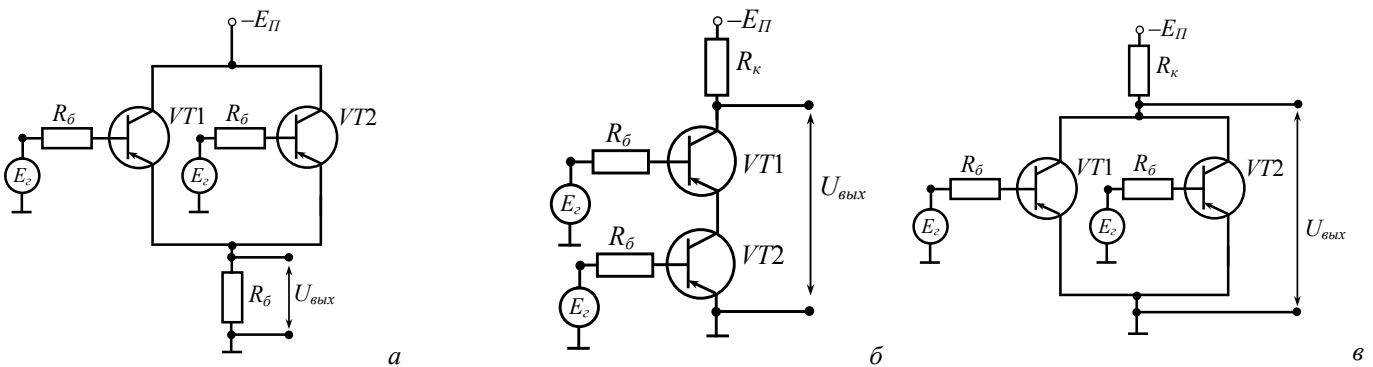 –E_П
R_б
VT1
R_б
VT2
E_г
E_г
R_б
U_вых
а
–E_П
R_к
R_б
VT1
E_г
U_вых
R_б
VT2
E_г
б
–E_П
R_к
R_б
VT1
R_б
VT2
E_г
E_г
U_вых
в